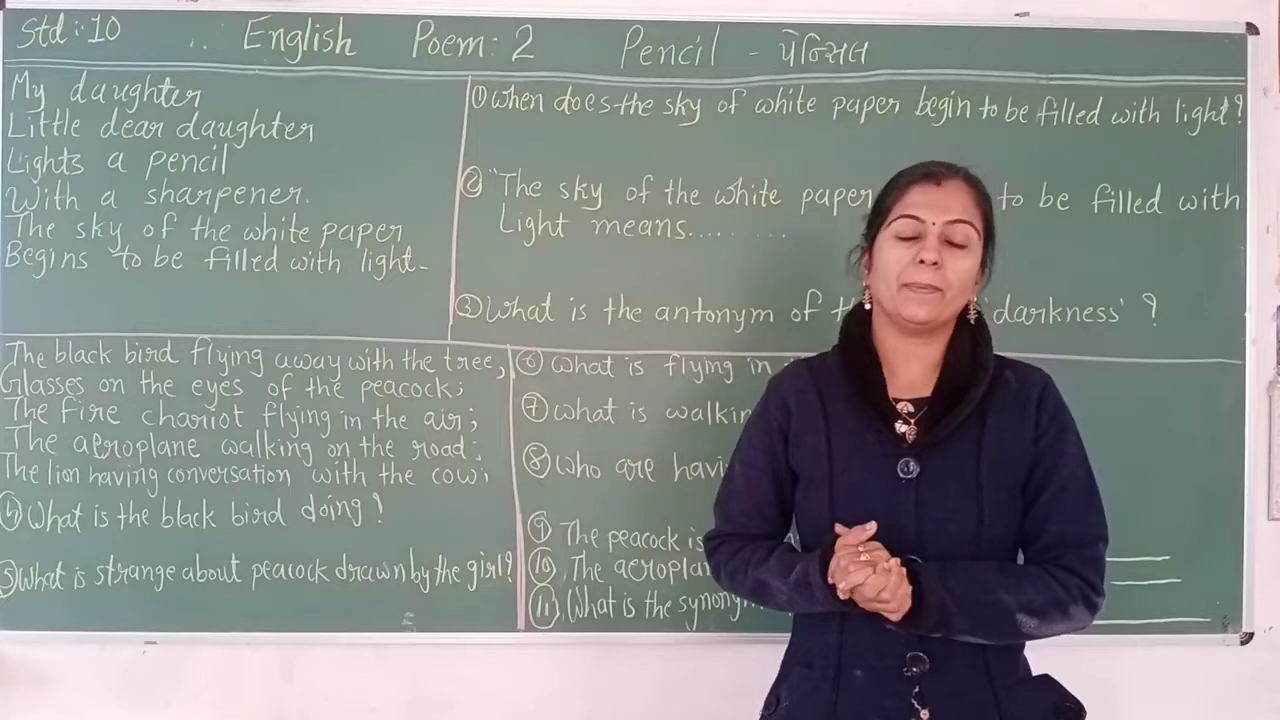 Std:-10 English Poem: 2 Pencil - પેન્સિલ
My daughter
Little dear daughter
Lights a pencil
With a sharpener.
The sky of the white paper
Begins to be filled with light-
① When does the sky of white paper begin to be filled with light?
② "The sky of the white paper to be filled with
Light means.........
③ What is the antonym of 'darkness' ?
The black bird flying away with the tree,
Glasses on the eyes of the peacock;
The fire chariot flying in the air;
The aeroplane walking on the road;
The lion having conversation with the cow;
④ What is the black bird doing?
⑤ What is strange about peacock drawn by the girl?
⑥ What is flying in
⑦ What is
⑧ Who are
⑨ The peacock is
⑩ The
⑪ What is the